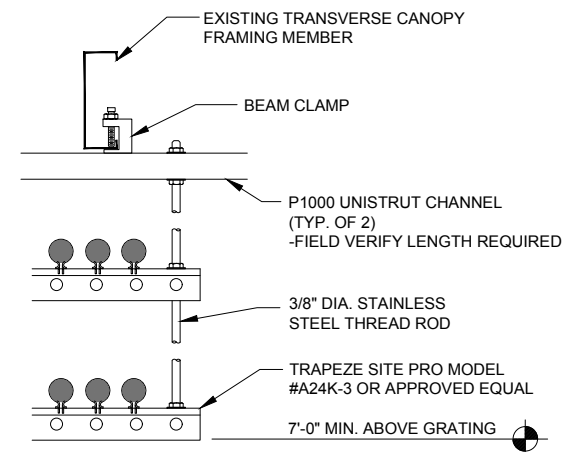 EXISTING TRANSVERSE CANOPY
FRAMING MEMBER
BEAM CLAMP
P1000 UNISTRUT CHANNEL
(TYP. OF 2)
-FIELD VERIFY LENGTH REQUIRED
3/8" DIA. STAINLESS
STEEL THREAD ROD
TRAPEZE SITE PRO MODEL
#A24K-3 OR APPROVED EQUAL
7'-0" MIN. ABOVE GRATING